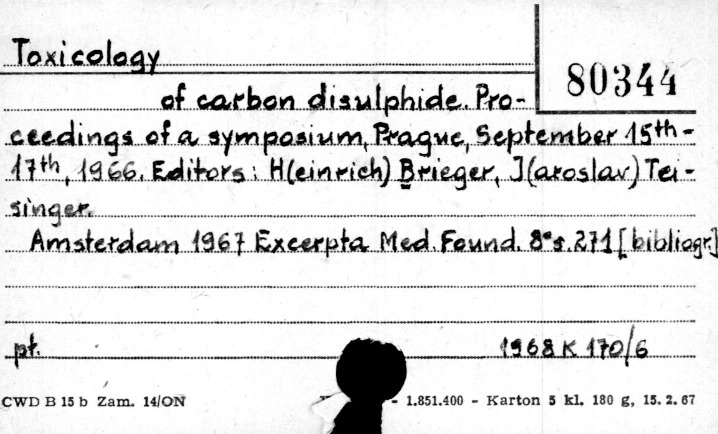 Toxicology
80344
of carbon disulphide. Pro-
ceedings of a symposium, Prague, September 15th-
17th, 1966. Editors: H(einrich) Brieger, J(aroslav) Tei-
singer.
Amsterdam 1967 Excerpta Med. Found. 8° s. 271 [bibliogr.]
pt. 1968 K 170/6
CWD B 15 b Zam. 14/ON - 1.851.400 - Karton 5 kl. 180 g, 15. 2. 67